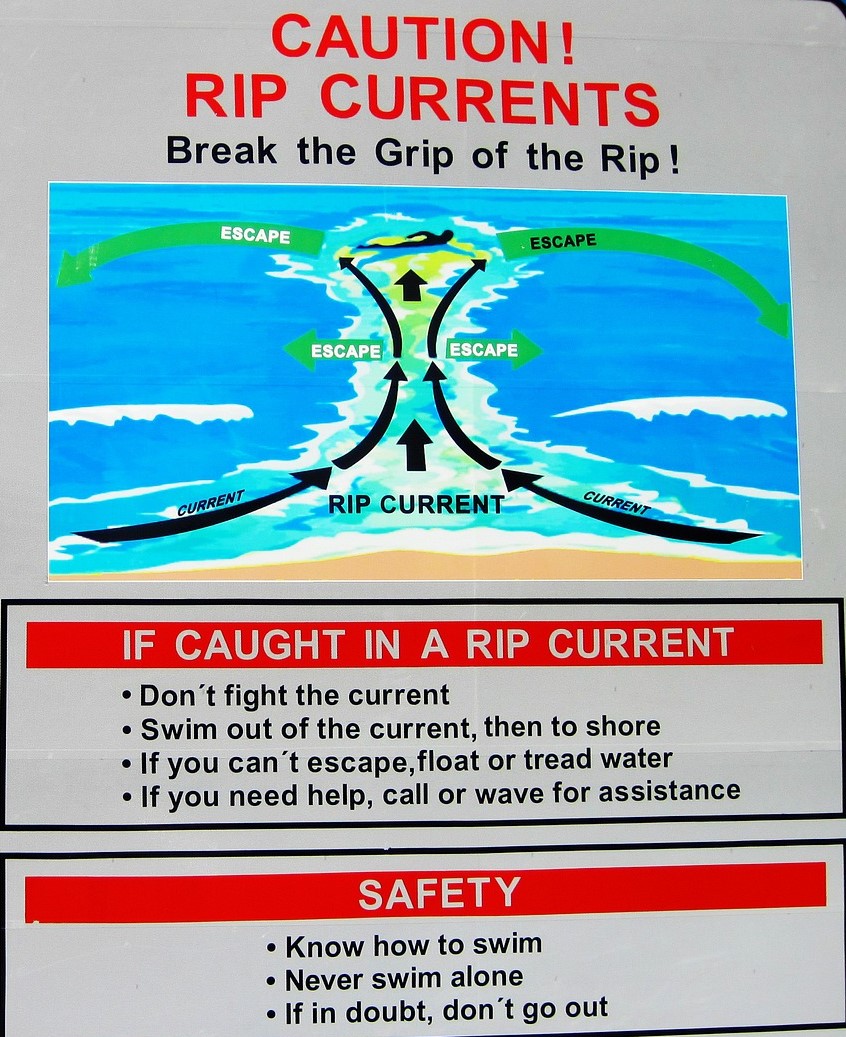 CAUTION!
RIP CURRENTS
Break the Grip of the Rip!
ESCAPE
ESCAPE
ESCAPE
ESCAPE
CURRENT
RIP CURRENT
CURRENT
IF CAUGHT IN A RIP CURRENT
• Don´t fight the current
• Swim out of the current, then to shore
• If you can´t escape,float or tread water
• If you need help, call or wave for assistance
SAFETY
• Know how to swim
• Never swim alone
• If in doubt, don´t go out